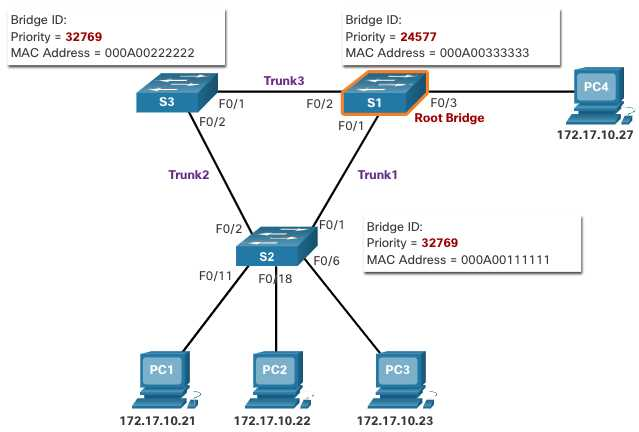 Bridge ID:
Priority = 32769
MAC Address = 000A00222222
Bridge ID:
Priority = 24577
MAC Address = 000A00333333
Trunk3
S3
F0/1
F0/2
S1
F0/3
PC4
F0/2
F0/1
Root Bridge
172.17.10.27
Trunk2
Trunk1
F0/2
F0/1
Bridge ID:
Priority = 32769
MAC Address = 000A00111111
S2
F0/11
F0/18
F0/6
PC1
PC2
PC3
172.17.10.21
172.17.10.22
172.17.10.23